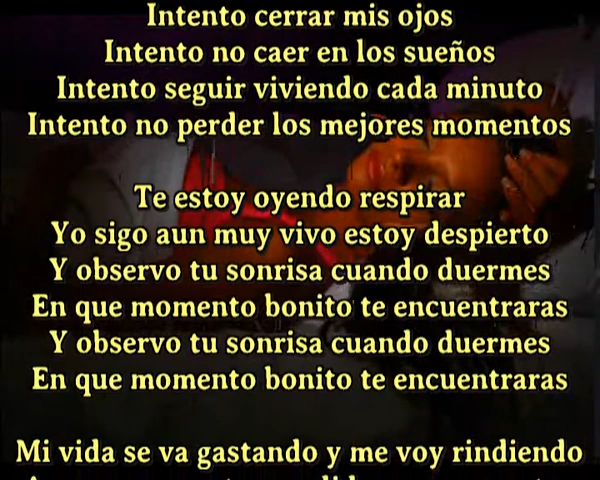 Intento cerrar mis ojos
Intento no caer en los sueños
Intento seguir viviendo cada minuto
Intento no perder los mejores momentos
Te estoy oyendo respirar
Yo sigo aun muy vivo estoy despierto
Y observo tu sonrisa cuando duermes
En que momento bonito te encuentraras
Y observo tu sonrisa cuando duermes
En que momento bonito te encuentraras
Mi vida se va gastando y me voy rindiendo